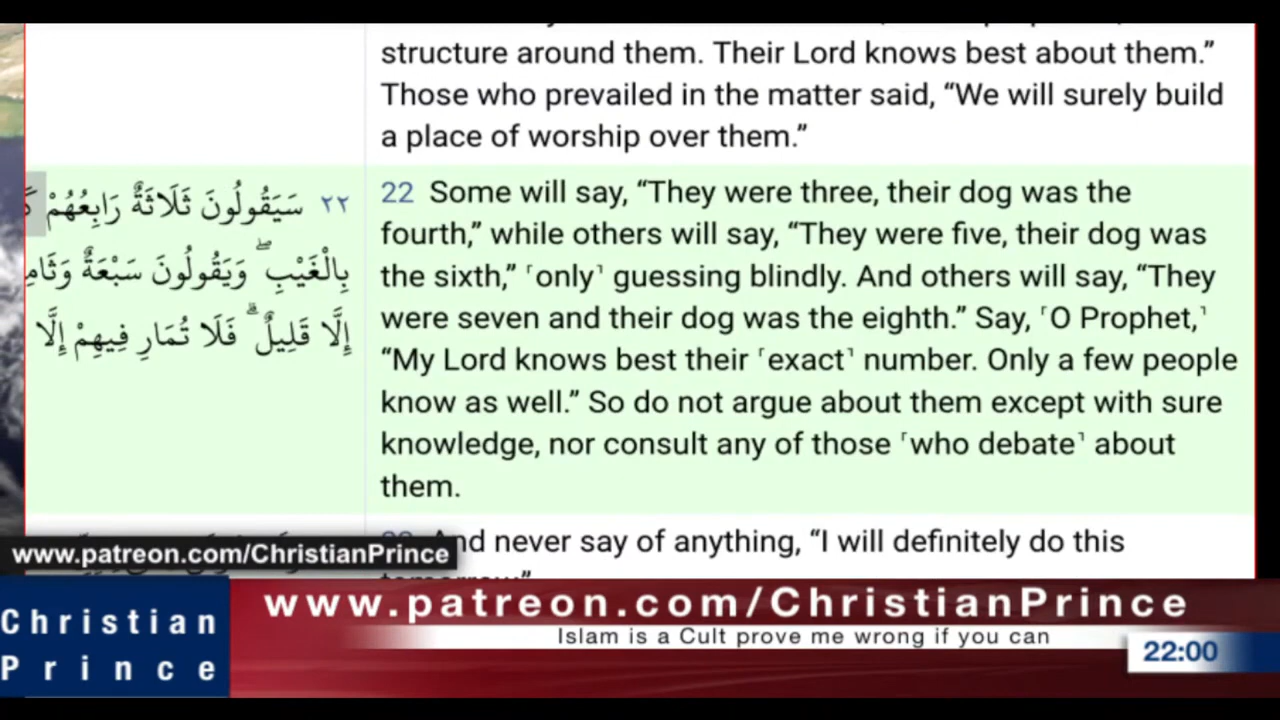 structure around them. Their Lord knows best about them.”
Those who prevailed in the matter said, “We will surely build
a place of worship over them.”
٢٢ سَيَقُولُونَ ثَلَاثَةٌ رَابِعُهُمْ
بِالْغَيْبِ ۖ وَيَقُولُونَ سَبْعَةٌ
إِلَّا قَلِيلٌ ۗ فَلَا تُمَارِ فِيهِمْ إِلَّا
22 Some will say, “They were three, their dog was the
fourth,” while others will say, “They were five, their dog was
the sixth,” ˹only˺ guessing blindly. And others will say, “They
were seven and their dog was the eighth.” Say, ˹O Prophet,˺
“My Lord knows best their ˹exact˺ number. Only a few people
know as well.” So do not argue about them except with sure
knowledge, nor consult any of those ˹who debate˺ about
them.
And never say of anything, “I will definitely do this
www.patreon.com/ChristianPrince
www.patreon.com/ChristianPrince
Islam is a Cult prove me wrong if you can
Christian
Prince
22:00